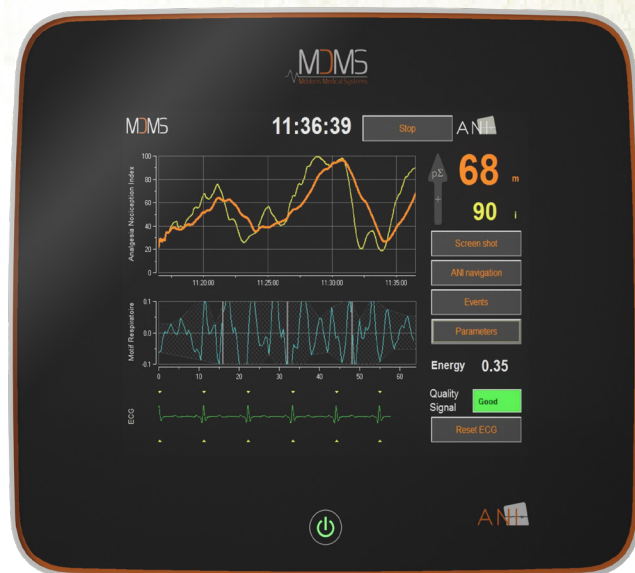 MDMS
Mdoloris Medical Systems
MDMS
11:36:39
Stop
ANI
Analgesia Nociception Index
100
80
60
40
20
0
11:20:00 11:25:00 11:30:00 11:35:00
pΣ
+
68 m
90 i
Screen shot
ANI navigation
Events
Parameters
Motif Respiratoire
0.1
0.0
-0.1
0 10 20 30 40 50 60
Energy 0.35
Quality
Signal
Good
ECG
Reset ECG
ANI